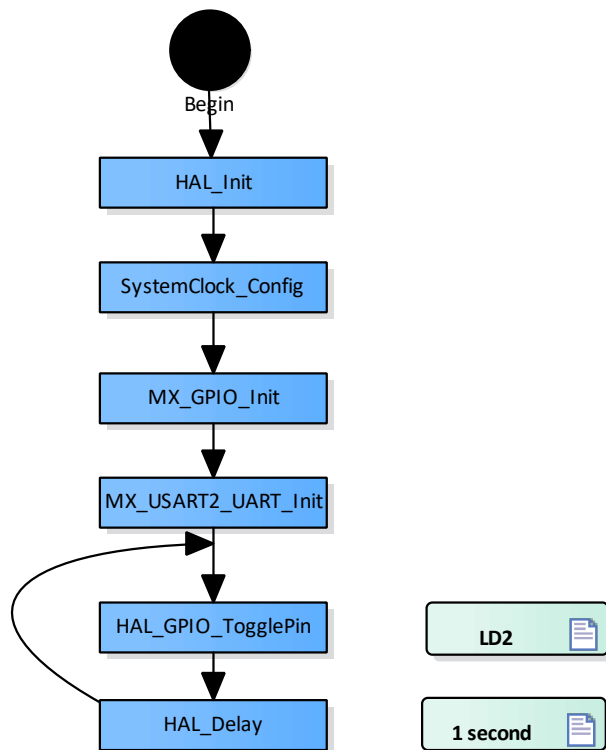 Begin
HAL_Init
SystemClock_Config
MX_GPIO_Init
MX_USART2_UART_Init
HAL_GPIO_TogglePin
LD2
HAL_Delay
1 second